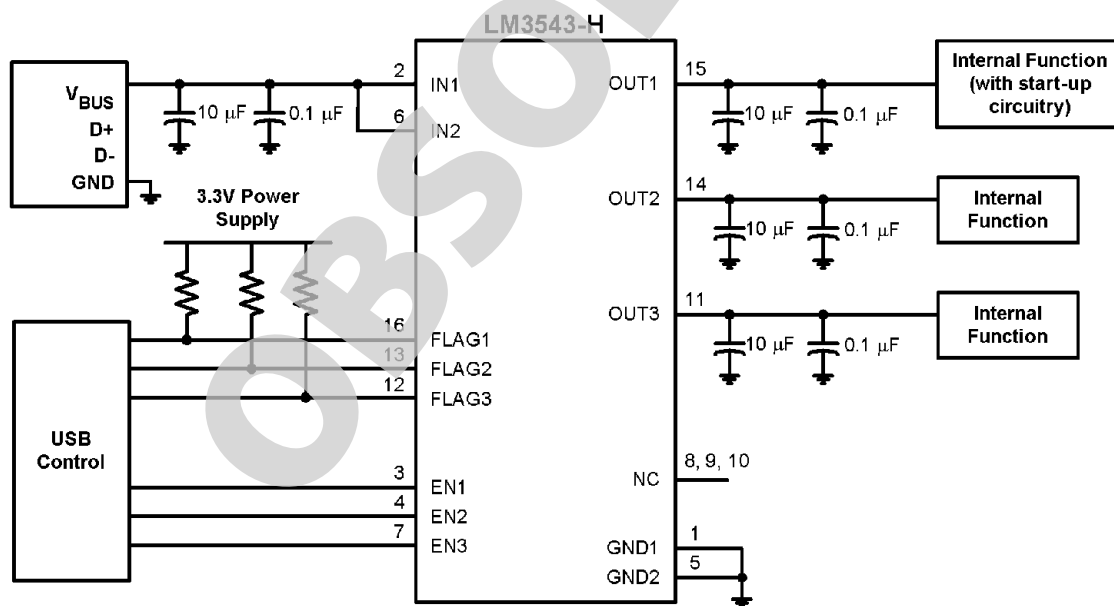 LM3543-H
VBUS
D+
D-
GND
10 µF
0.1 µF
2
6
IN1
IN2
3.3V Power
Supply
16
13
12
FLAG1
FLAG2
FLAG3
USB
Control
3
4
7
EN1
EN2
EN3
OUT1
15
10 µF
0.1 µF
Internal Function
(with start-up
circuitry)
OUT2
14
10 µF
0.1 µF
Internal
Function
OUT3
11
10 µF
0.1 µF
Internal
Function
NC
8, 9, 10
GND1
1
GND2
5
OBSOL